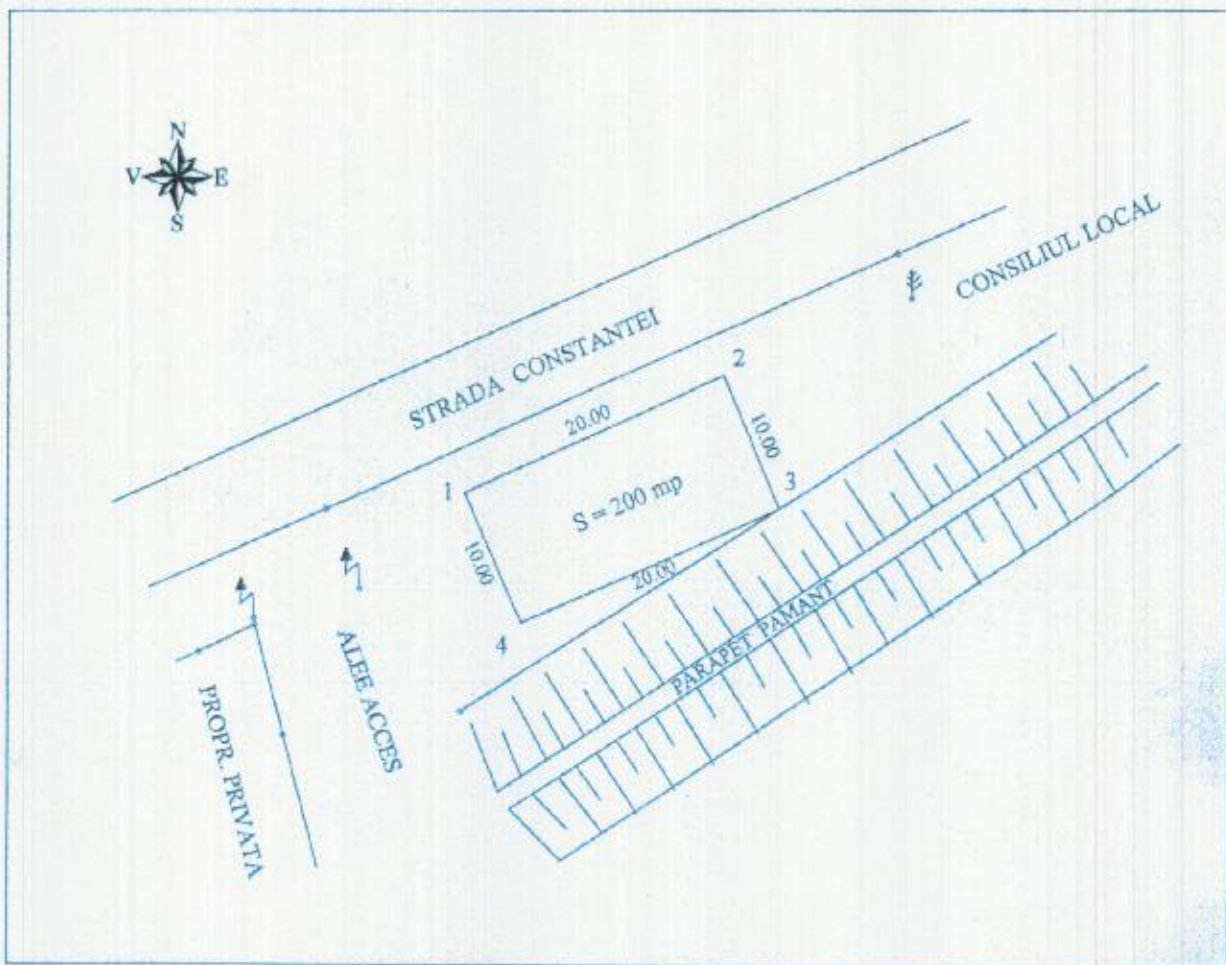 N
V E
S
STRADA CONSTANTEI
CONSILIUL LOCAL
2
20.00
10.00
1
3
S = 200 mp
10.00
20.00
4
PARAPET PAMANT
ALEE ACCES
PROPR. PRIVATA